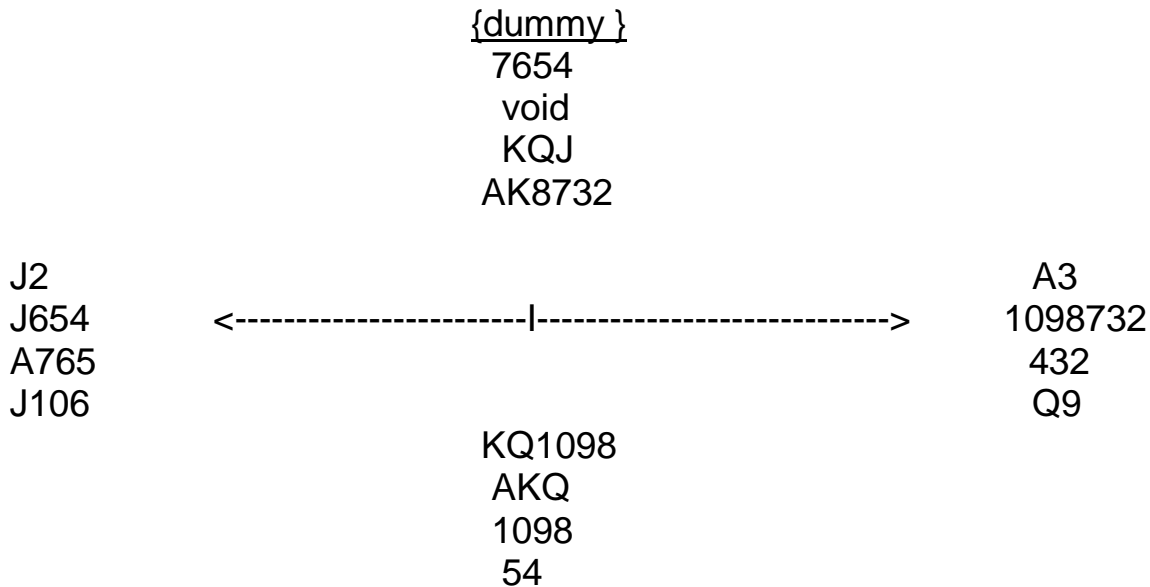 {dummy }
7654
void
KQJ
AK8732
J2
J654
A765
J106
<-----------------------I---------------------------->
A3
1098732
432
Q9
KQ1098
AKQ
1098
54